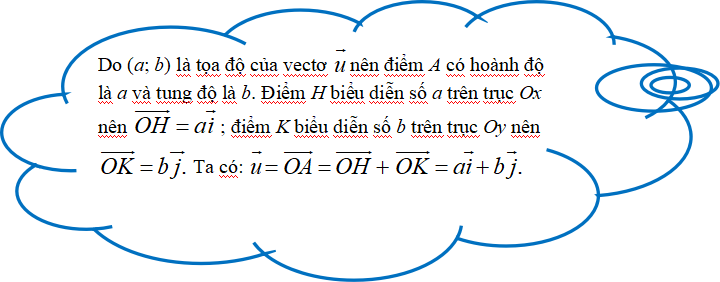 Do (a; b) là tọa độ của vectơ \vec{u} nên điểm A có hoành độ
là a và tung độ là b. Điểm H biểu diễn số a trên trục Ox
nên \overrightarrow{OH} = a\vec{i} ; điểm K biểu diễn số b trên trục Oy nên
\overrightarrow{OK} = b\vec{j}. Ta có: \vec{u} = \overrightarrow{OA} = \overrightarrow{OH} + \overrightarrow{OK} = a\vec{i} + b\vec{j}.